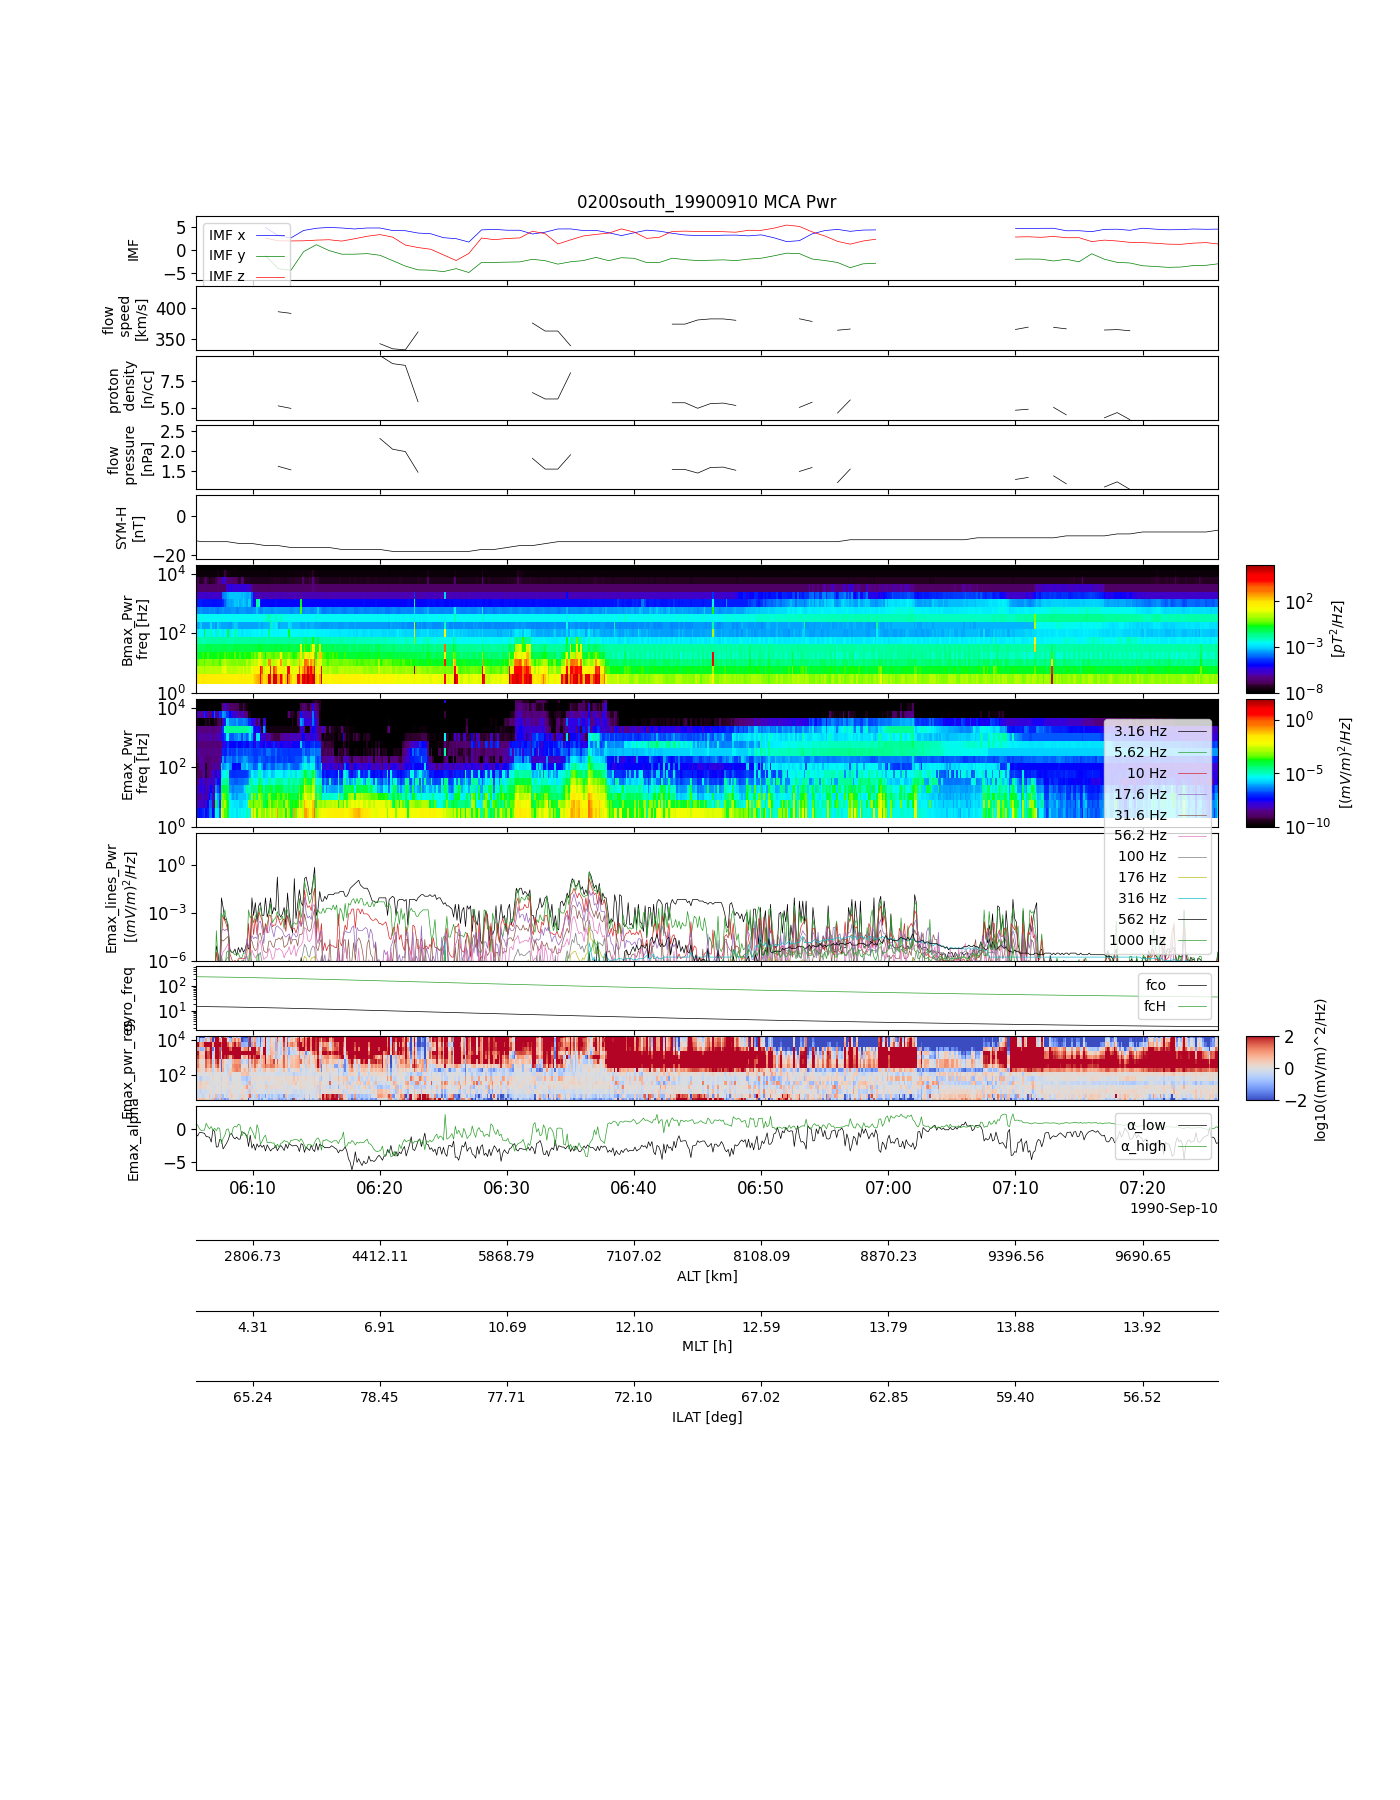 0200south_19900910 MCA Pwr
IMF
5
0
−5
IMF x
IMF y
IMF z
flow
speed
[km/s]
400
350
proton
density
[n/cc]
7.5
5.0
flow
pressure
[nPa]
2.5
2.0
1.5
SYM-H
[nT]
0
−20
Bmax_Pwr
freq [Hz]
10^4
10^2
10^0
10^2
10^-3
10^-8
[pT^2/Hz]
Emax_Pwr
freq [Hz]
10^4
10^2
10^0
10^0
10^-5
10^-10
[(mV/m)^2/Hz]
3.16 Hz
5.62 Hz
10 Hz
17.6 Hz
31.6 Hz
56.2 Hz
100 Hz
176 Hz
316 Hz
562 Hz
1000 Hz
Emax_lines_Pwr
[(mV/m)^2/Hz]
10^0
10^-3
10^-6
gyro_freq
10^2
10^1
fco
fcH
Emax_pwr_reg
10^4
10^2
2
0
−2
log10((mV/m)^2/Hz)
Emax_alpha
0
−5
α_low
α_high
06:10 06:20 06:30 06:40 06:50 07:00 07:10 07:20
1990-Sep-10
2806.73 4412.11 5868.79 7107.02 8108.09 8870.23 9396.56 9690.65
ALT [km]
4.31 6.91 10.69 12.10 12.59 13.79 13.88 13.92
MLT [h]
65.24 78.45 77.71 72.10 67.02 62.85 59.40 56.52
ILAT [deg]